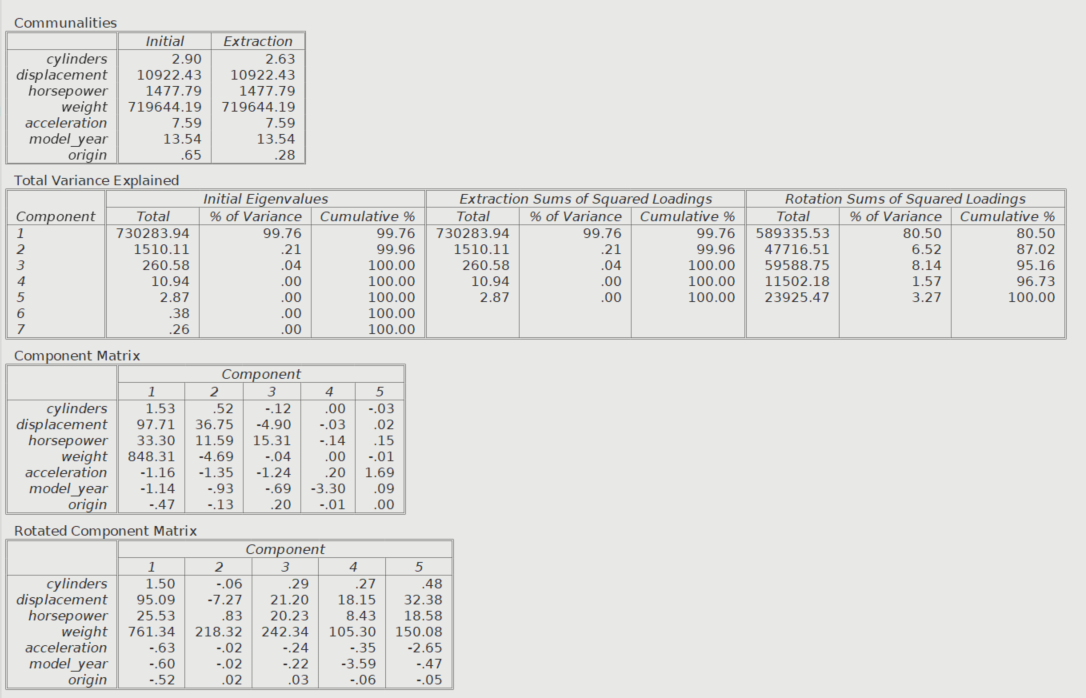 Communalities
Initial Extraction
cylinders 2.90 2.63
displacement 10922.43 10922.43
horsepower 1477.79 1477.79
weight 719644.19 719644.19
acceleration 7.59 7.59
model_year 13.54 13.54
origin .65 .28
Total Variance Explained
Initial Eigenvalues Extraction Sums of Squared Loadings Rotation Sums of Squared Loadings
Component Total % of Variance Cumulative % Total % of Variance Cumulative % Total % of Variance Cumulative %
1 730283.94 99.76 99.76 730283.94 99.76 99.76 589335.53 80.50 80.50
2 1510.11 .21 99.96 1510.11 .21 99.96 47716.51 6.52 87.02
3 260.58 .04 100.00 260.58 .04 100.00 59588.75 8.14 95.16
4 10.94 .00 100.00 10.94 .00 100.00 11502.18 1.57 96.73
5 2.87 .00 100.00 2.87 .00 100.00 23925.47 3.27 100.00
6 .38 .00 100.00
7 .26 .00 100.00
Component Matrix
Component
1 2 3 4 5
cylinders 1.53 .52 -.12 .00 -.03
displacement 97.71 36.75 -4.90 -.03 .02
horsepower 33.30 11.59 15.31 -.14 .15
weight 848.31 -4.69 -.04 .00 -.01
acceleration -1.16 -1.35 -1.24 .20 1.69
model_year -1.14 -.93 -.69 -3.30 .09
origin -.47 -.13 .20 -.01 .00
Rotated Component Matrix
Component
1 2 3 4 5
cylinders 1.50 -.06 .29 .27 .48
displacement 95.09 -7.27 21.20 18.15 32.38
horsepower 25.53 .83 20.23 8.43 18.58
weight 761.34 218.32 242.34 105.30 150.08
acceleration -.63 -.02 -.24 -.35 -2.65
model_year -.60 -.02 -.22 -3.59 -.47
origin -.52 .02 .03 -.06 -.05